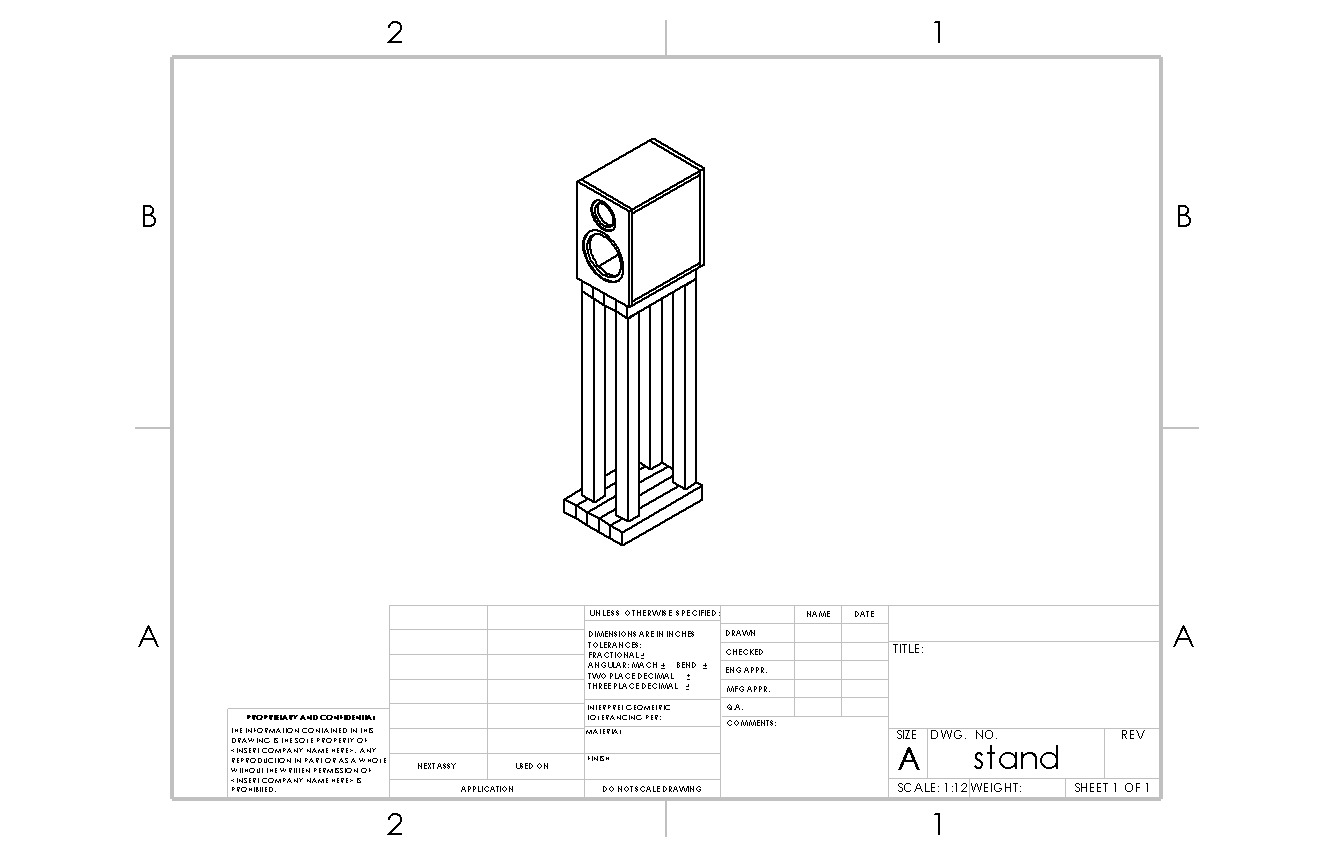 2 1
B B
A A
UNLESS OTHERWISE SPECIFIED:
DIMENSIONS ARE IN INCHES
TOLERANCES:
FRACTIONAL ±
ANGULAR: MACH ± BEND ±
TWO PLACE DECIMAL ±
THREE PLACE DECIMAL ±
INTERPRET GEOMETRIC
TOLERANCING PER:
MATERIAL
FINISH
DO NOT SCALE DRAWING
NAME DATE
DRAWN
CHECKED
ENG APPR.
MFG APPR.
Q.A.
COMMENTS:
TITLE:
SIZE DWG. NO. REV
A stand
SCALE: 1:12 WEIGHT: SHEET 1 OF 1
PROPRIETARY AND CONFIDENTIAL
THE INFORMATION CONTAINED IN THIS
DRAWING IS THE SOLE PROPERTY OF
<INSERT COMPANY NAME HERE>. ANY
REPRODUCTION IN PART OR AS A WHOLE
WITHOUT THE WRITTEN PERMISSION OF
<INSERT COMPANY NAME HERE> IS
PROHIBITED.
NEXT ASSY USED ON
APPLICATION
2 1